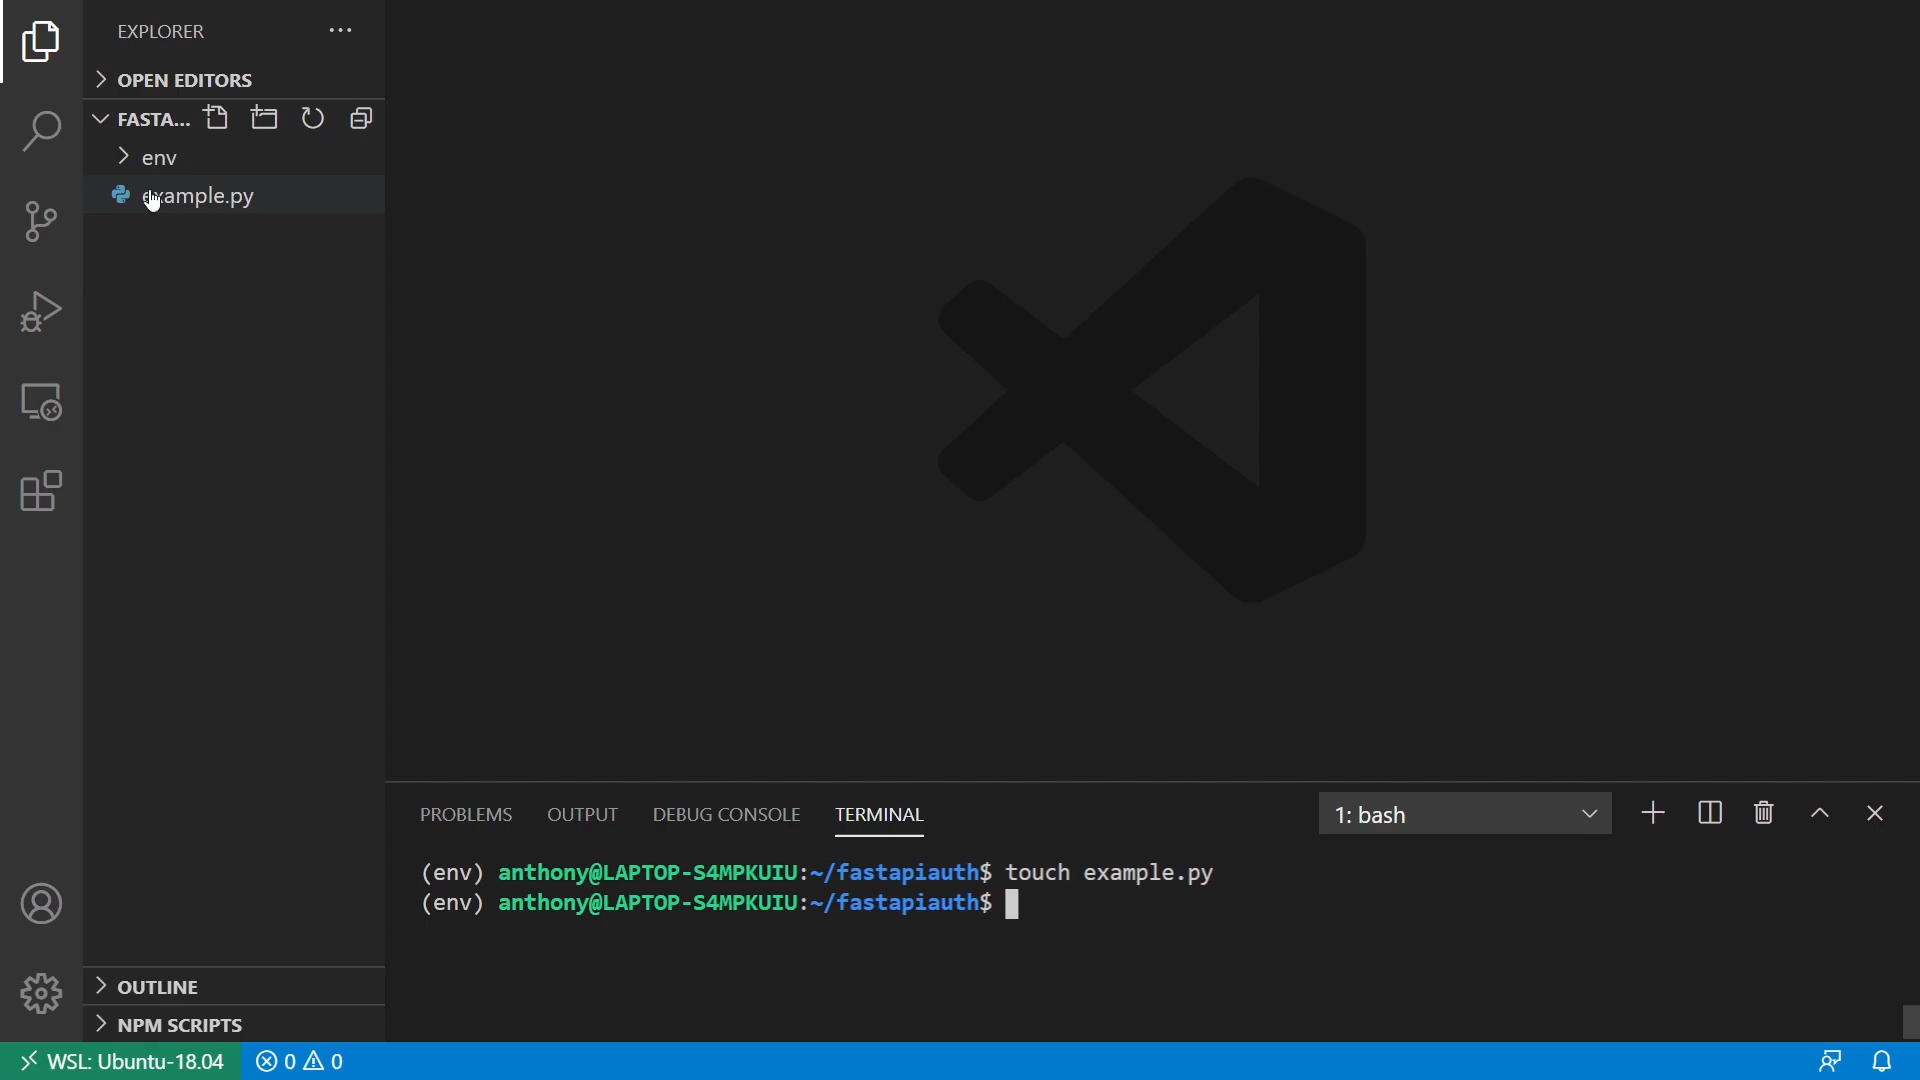 EXPLORER
OPEN EDITORS
FASTA...
env
example.py
OUTLINE
NPM SCRIPTS
PROBLEMS OUTPUT DEBUG CONSOLE TERMINAL 1: bash
(env) anthony@LAPTOP-S4MPKUIU:~/fastapiauth$ touch example.py
(env) anthony@LAPTOP-S4MPKUIU:~/fastapiauth$
WSL: Ubuntu-18.04 0 0